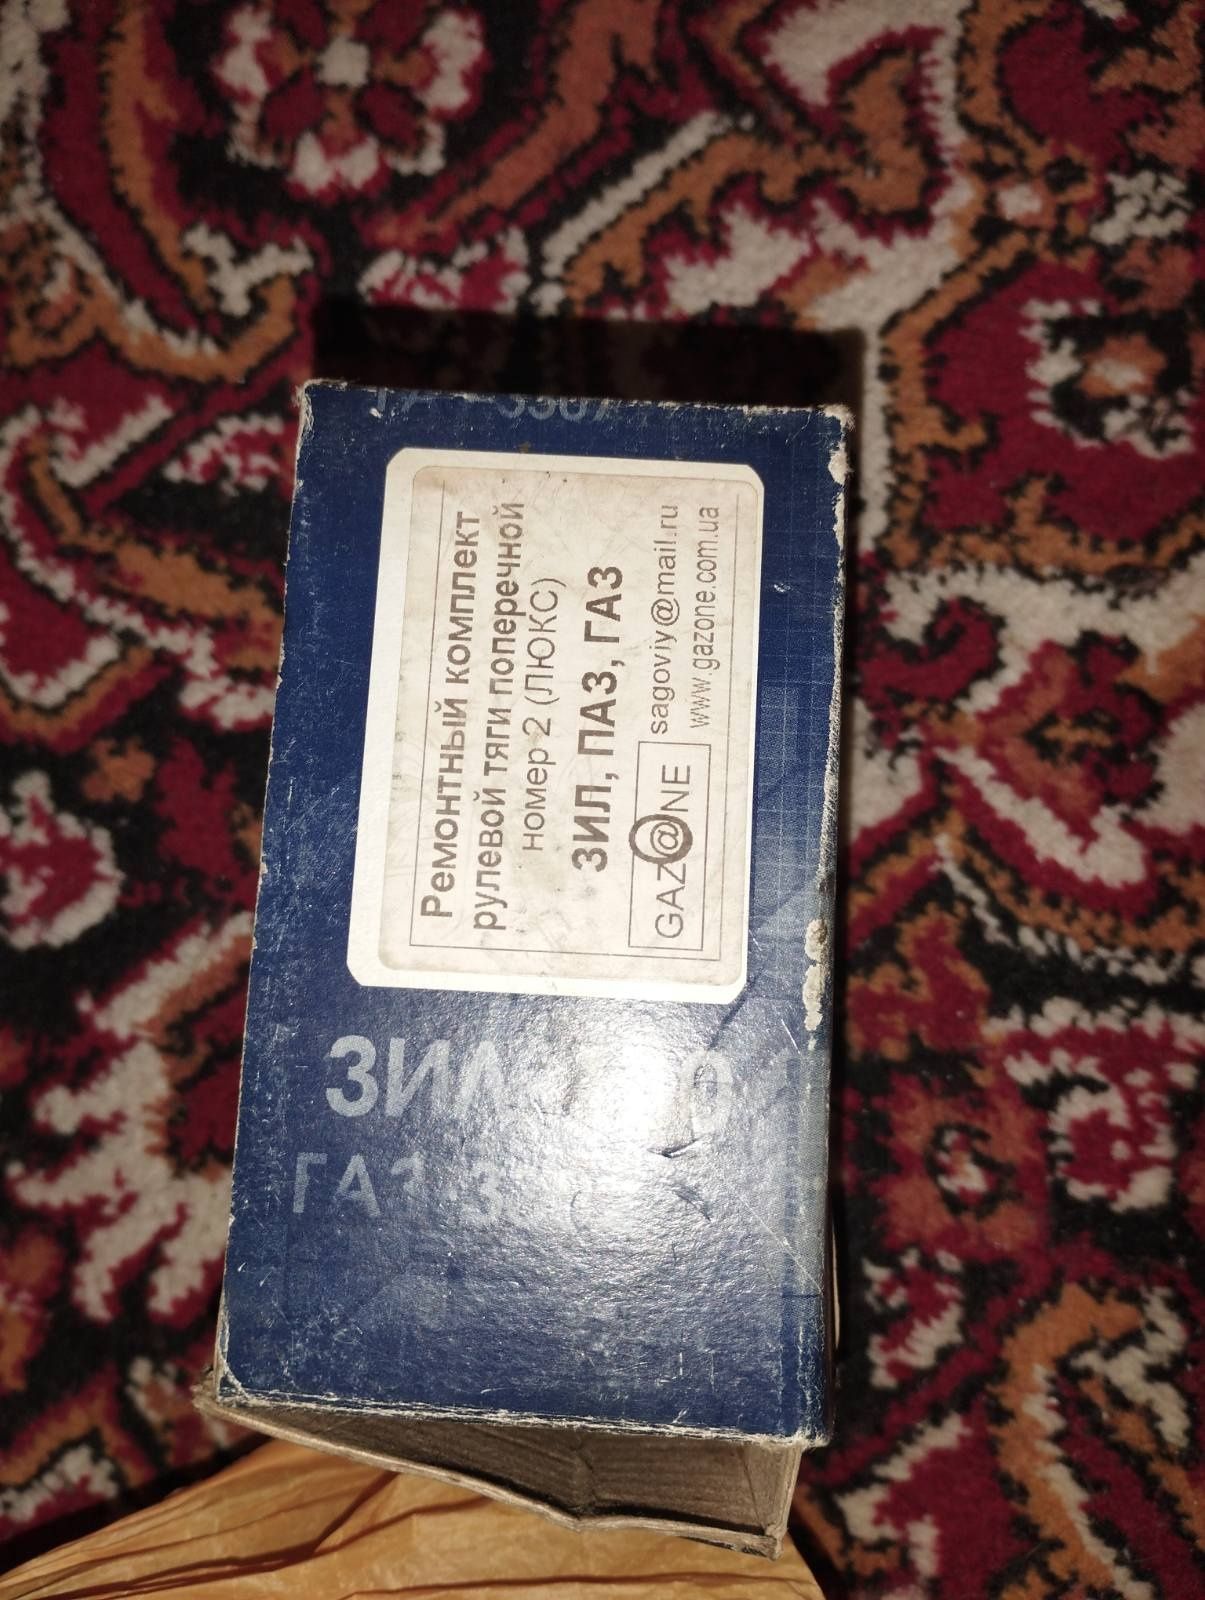 Ремонтный комплект
рулевой тяги поперечной
номер 2 (ЛЮКС)
ЗИЛ, ПАЗ, ГАЗ
GAZ@NE
sagoviy@mail.ru
www.gazone.com.ua
ЗИЛ